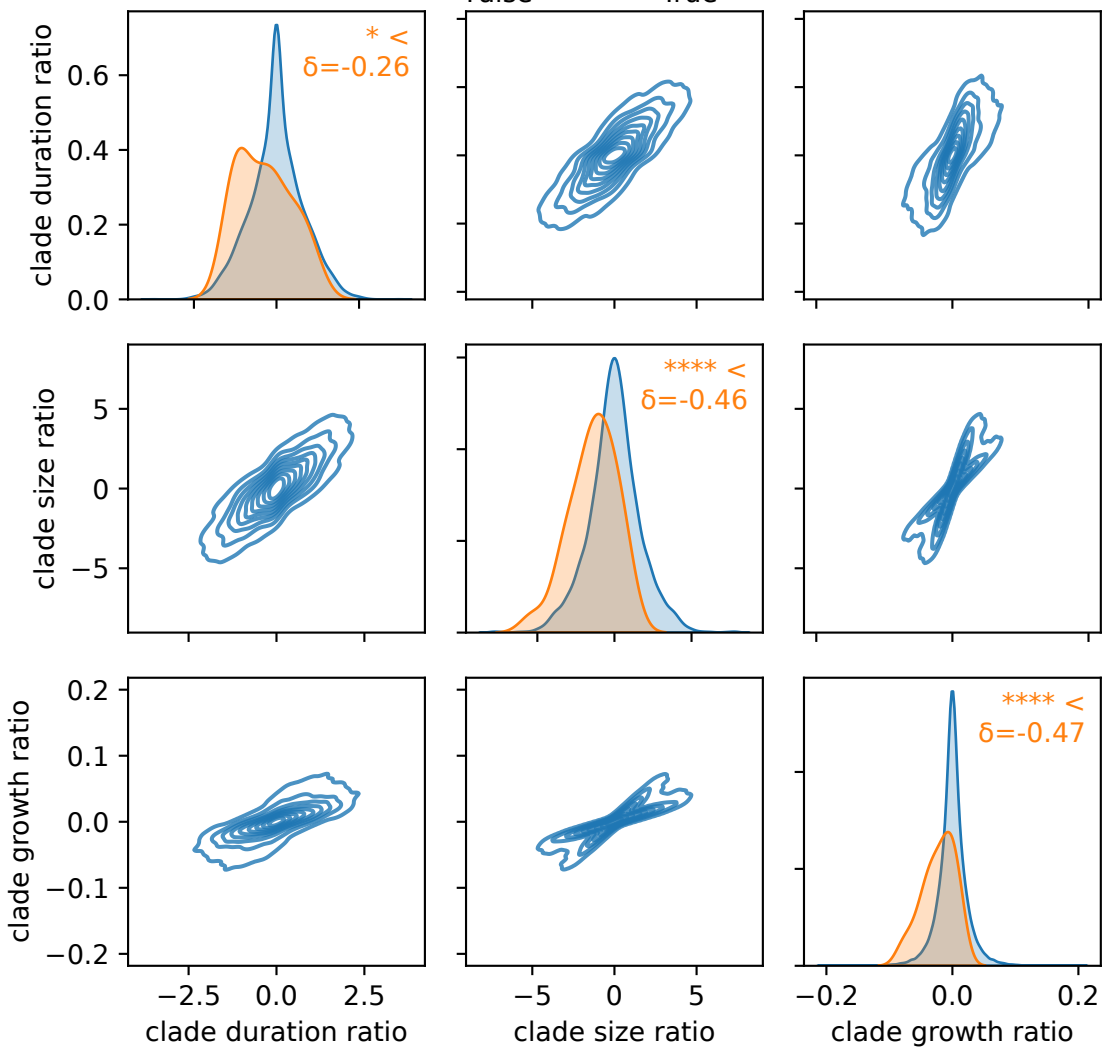 clade duration ratio
0.6
0.4
0.2
0.0
* <
δ=-0.26
clade size ratio
5
0
−5
**** <
δ=-0.46
clade growth ratio
0.2
0.1
0.0
−0.1
−0.2
**** <
δ=-0.47
−2.5 0.0 2.5
−5 0 5
−0.2 0.0 0.2
clade duration ratio
clade size ratio
clade growth ratio